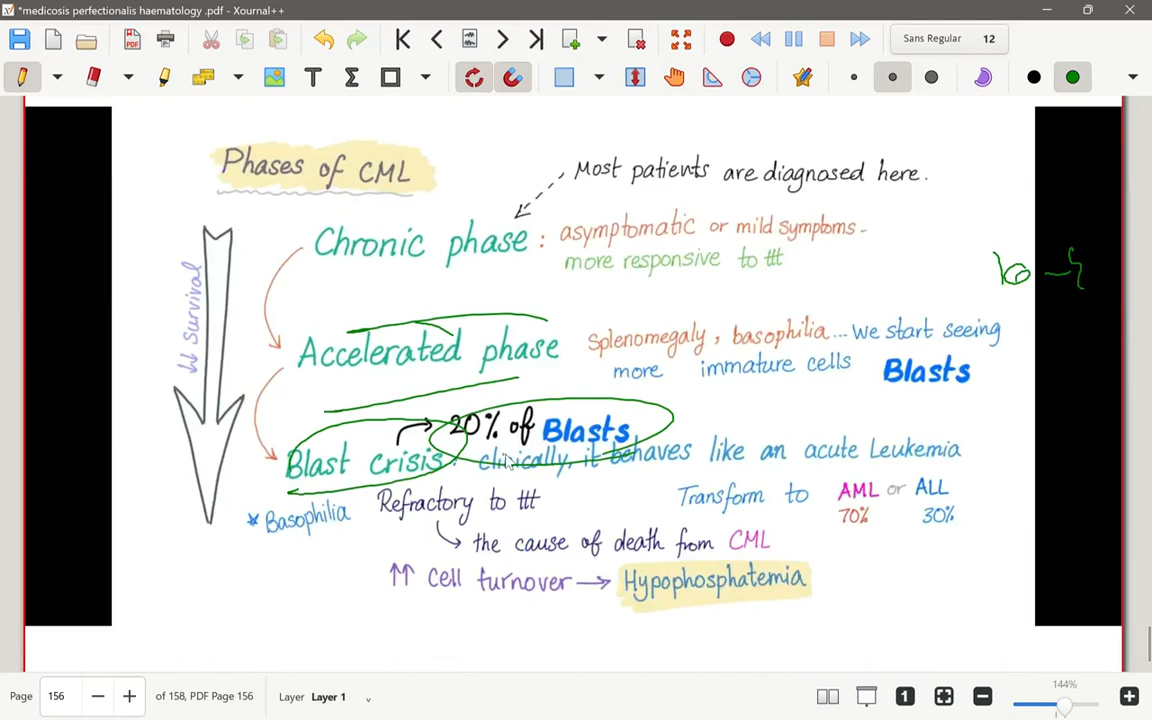 *medicosis perfectionalis haematology .pdf - Xournal++
Sans Regular 12
Phases of CML
Most patients are diagnosed here.
Chronic phase : asymptomatic or mild symptoms -
more responsive to ttt
↓↓ Survival
Accelerated phase Splenomegaly, basophilia... we start seeing
more immature cells Blasts
→ 20% of Blasts
Blast crisis : clinically, it behaves like an acute Leukemia
* Basophilia Refractory to ttt Transform to AML or ALL
70% 30%
↳ the cause of death from CML
↑↑ Cell turnover → Hypophosphatemia
144%
Page 156 of 158, PDF Page 156 Layer Layer 1